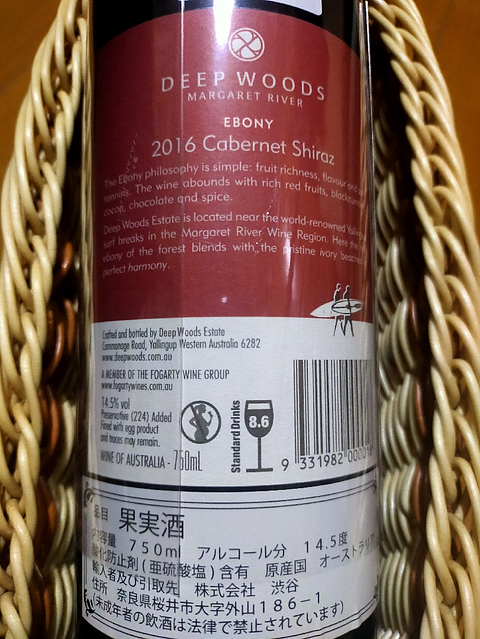 DEEP WOODS
MARGARET RIVER
EBONY
2016 Cabernet Shiraz
The Ebony philosophy is simple: fruit richness, flavour and
tannins. The wine abounds with rich red fruits, blackcurrant
cocoa, chocolate and spice.
Deep Woods Estate is located near the world-renowned Yallingup
surf breaks in the Margaret River Wine Region. Here the
ebony of the forest blends with the pristine ivory beaches
perfect harmony.
Crafted and bottled by Deep Woods Estate
Commonage Road, Yallingup Western Australia 6282
www.deepwoods.com.au
A MEMBER OF THE FOGARTY WINE GROUP
www.fogartywines.com.au
14.5% vol
Preservative (224) Added
Fined with egg product
and traces may remain.
WINE OF AUSTRALIA - 750mL
Standard Drinks
8.6
9 331982 000018
品目 果実酒
内容量 750ml アルコール分 14.5度
酸化防止剤(亜硫酸塩)含有 原産国 オーストラリア
輸入者及び引取先 株式会社 渋谷
住所 奈良県桜井市大字外山186-1
(未成年者の飲酒は法律で禁止されています)